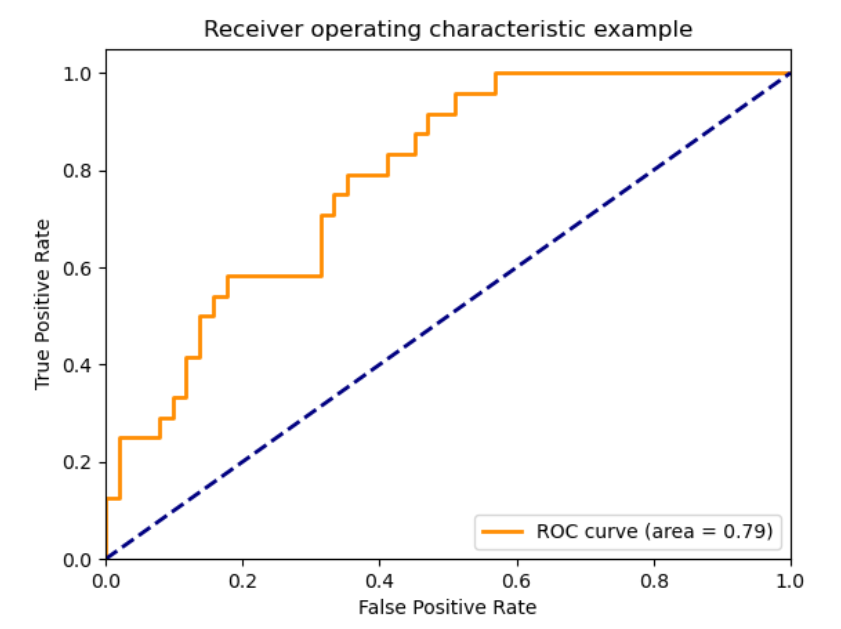 Receiver operating characteristic example
1.0
0.8
0.6
0.4
0.2
0.0
True Positive Rate
ROC curve (area = 0.79)
0.0 0.2 0.4 0.6 0.8 1.0
False Positive Rate